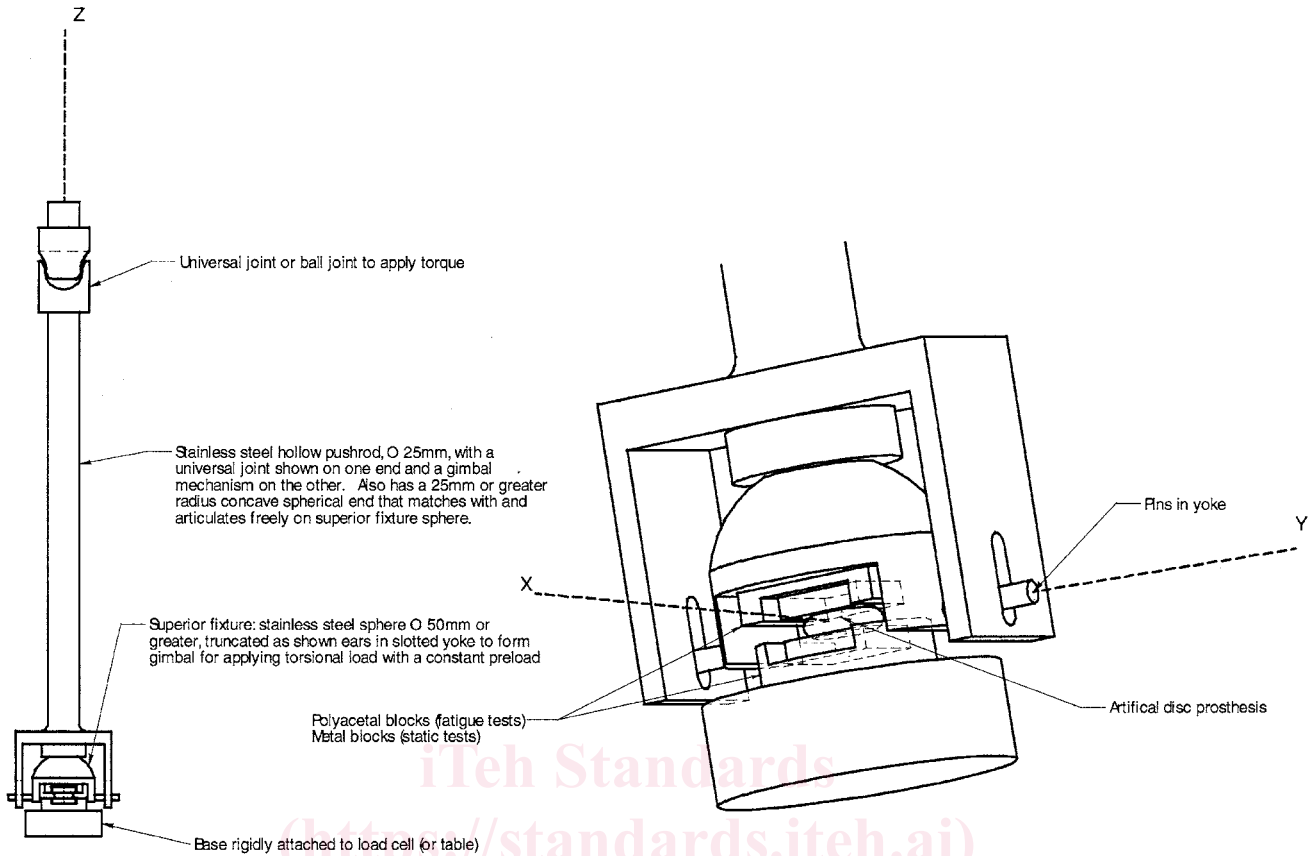 Z
Universal joint or ball joint to apply torque
Stainless steel hollow pushrod, O 25mm, with a
universal joint shown on one end and a gimbal
mechanism on the other. Also has a 25mm or greater
radius concave spherical end that matches with and
articulates freely on superior fixture sphere.
Superior fixture: stainless steel sphere O 50mm or
greater, truncated as shown ears in slotted yoke to form
gimbal for applying torsional load with a constant preload
Base rigidly attached to load cell (or table)
X
Y
Pins in yoke
Polyacetal blocks (fatigue tests)
Metal blocks (static tests)
Artifical disc prosthesis
iTeh Standards
(https://standards.iteh.ai)